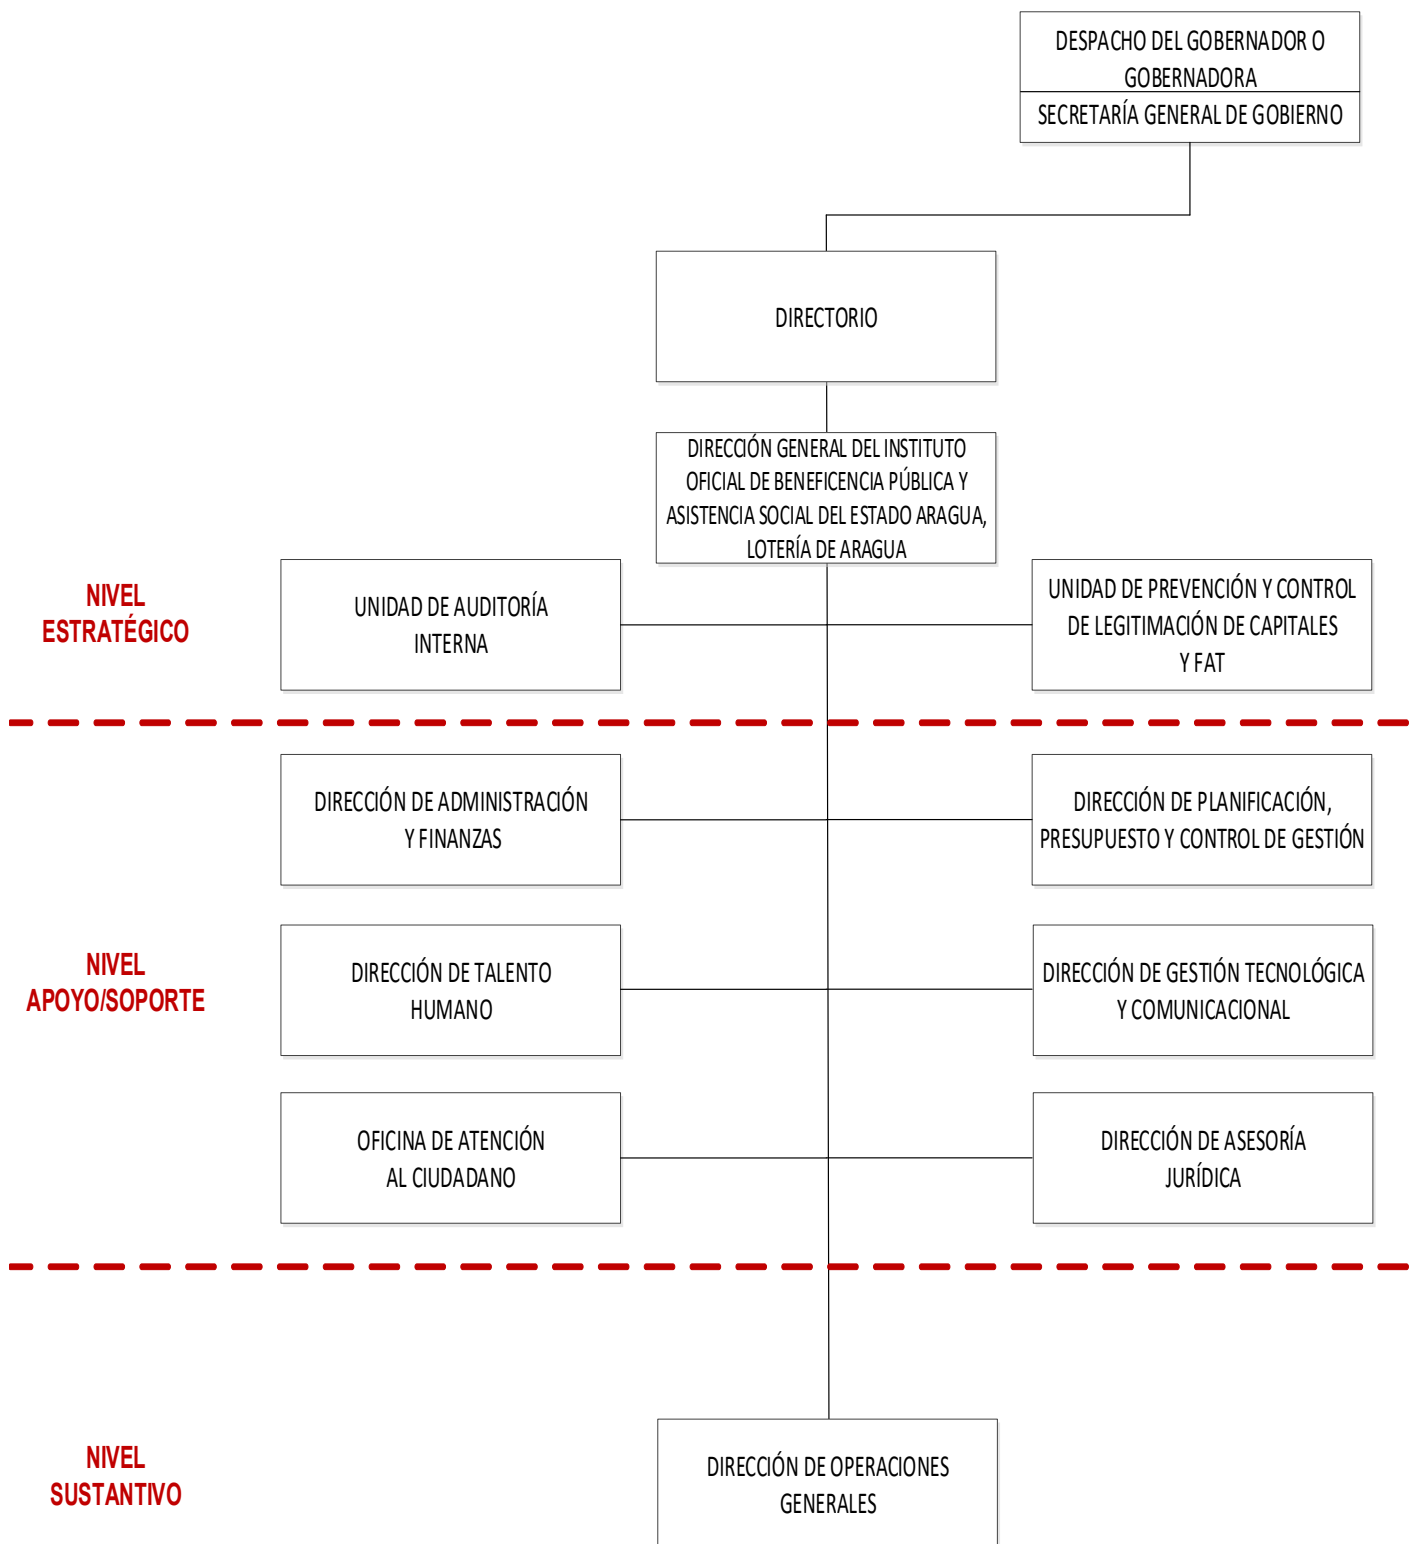 DESPACHO DEL GOBERNADOR O
GOBERNADORA
SECRETARÍA GENERAL DE GOBIERNO
DIRECTORIO
DIRECCIÓN GENERAL DEL INSTITUTO
OFICIAL DE BENEFICENCIA PÚBLICA Y
ASISTENCIA SOCIAL DEL ESTADO ARAGUA,
LOTERÍA DE ARAGUA
NIVEL
ESTRATÉGICO
UNIDAD DE AUDITORÍA
INTERNA
UNIDAD DE PREVENCIÓN Y CONTROL
DE LEGITIMACIÓN DE CAPITALES
Y FAT
DIRECCIÓN DE ADMINISTRACIÓN
Y FINANZAS
DIRECCIÓN DE PLANIFICACIÓN,
PRESUPUESTO Y CONTROL DE GESTIÓN
NIVEL
APOYO/SOPORTE
DIRECCIÓN DE TALENTO
HUMANO
DIRECCIÓN DE GESTIÓN TECNOLÓGICA
Y COMUNICACIONAL
OFICINA DE ATENCIÓN
AL CIUDADANO
DIRECCIÓN DE ASESORÍA
JURÍDICA
NIVEL
SUSTANTIVO
DIRECCIÓN DE OPERACIONES
GENERALES